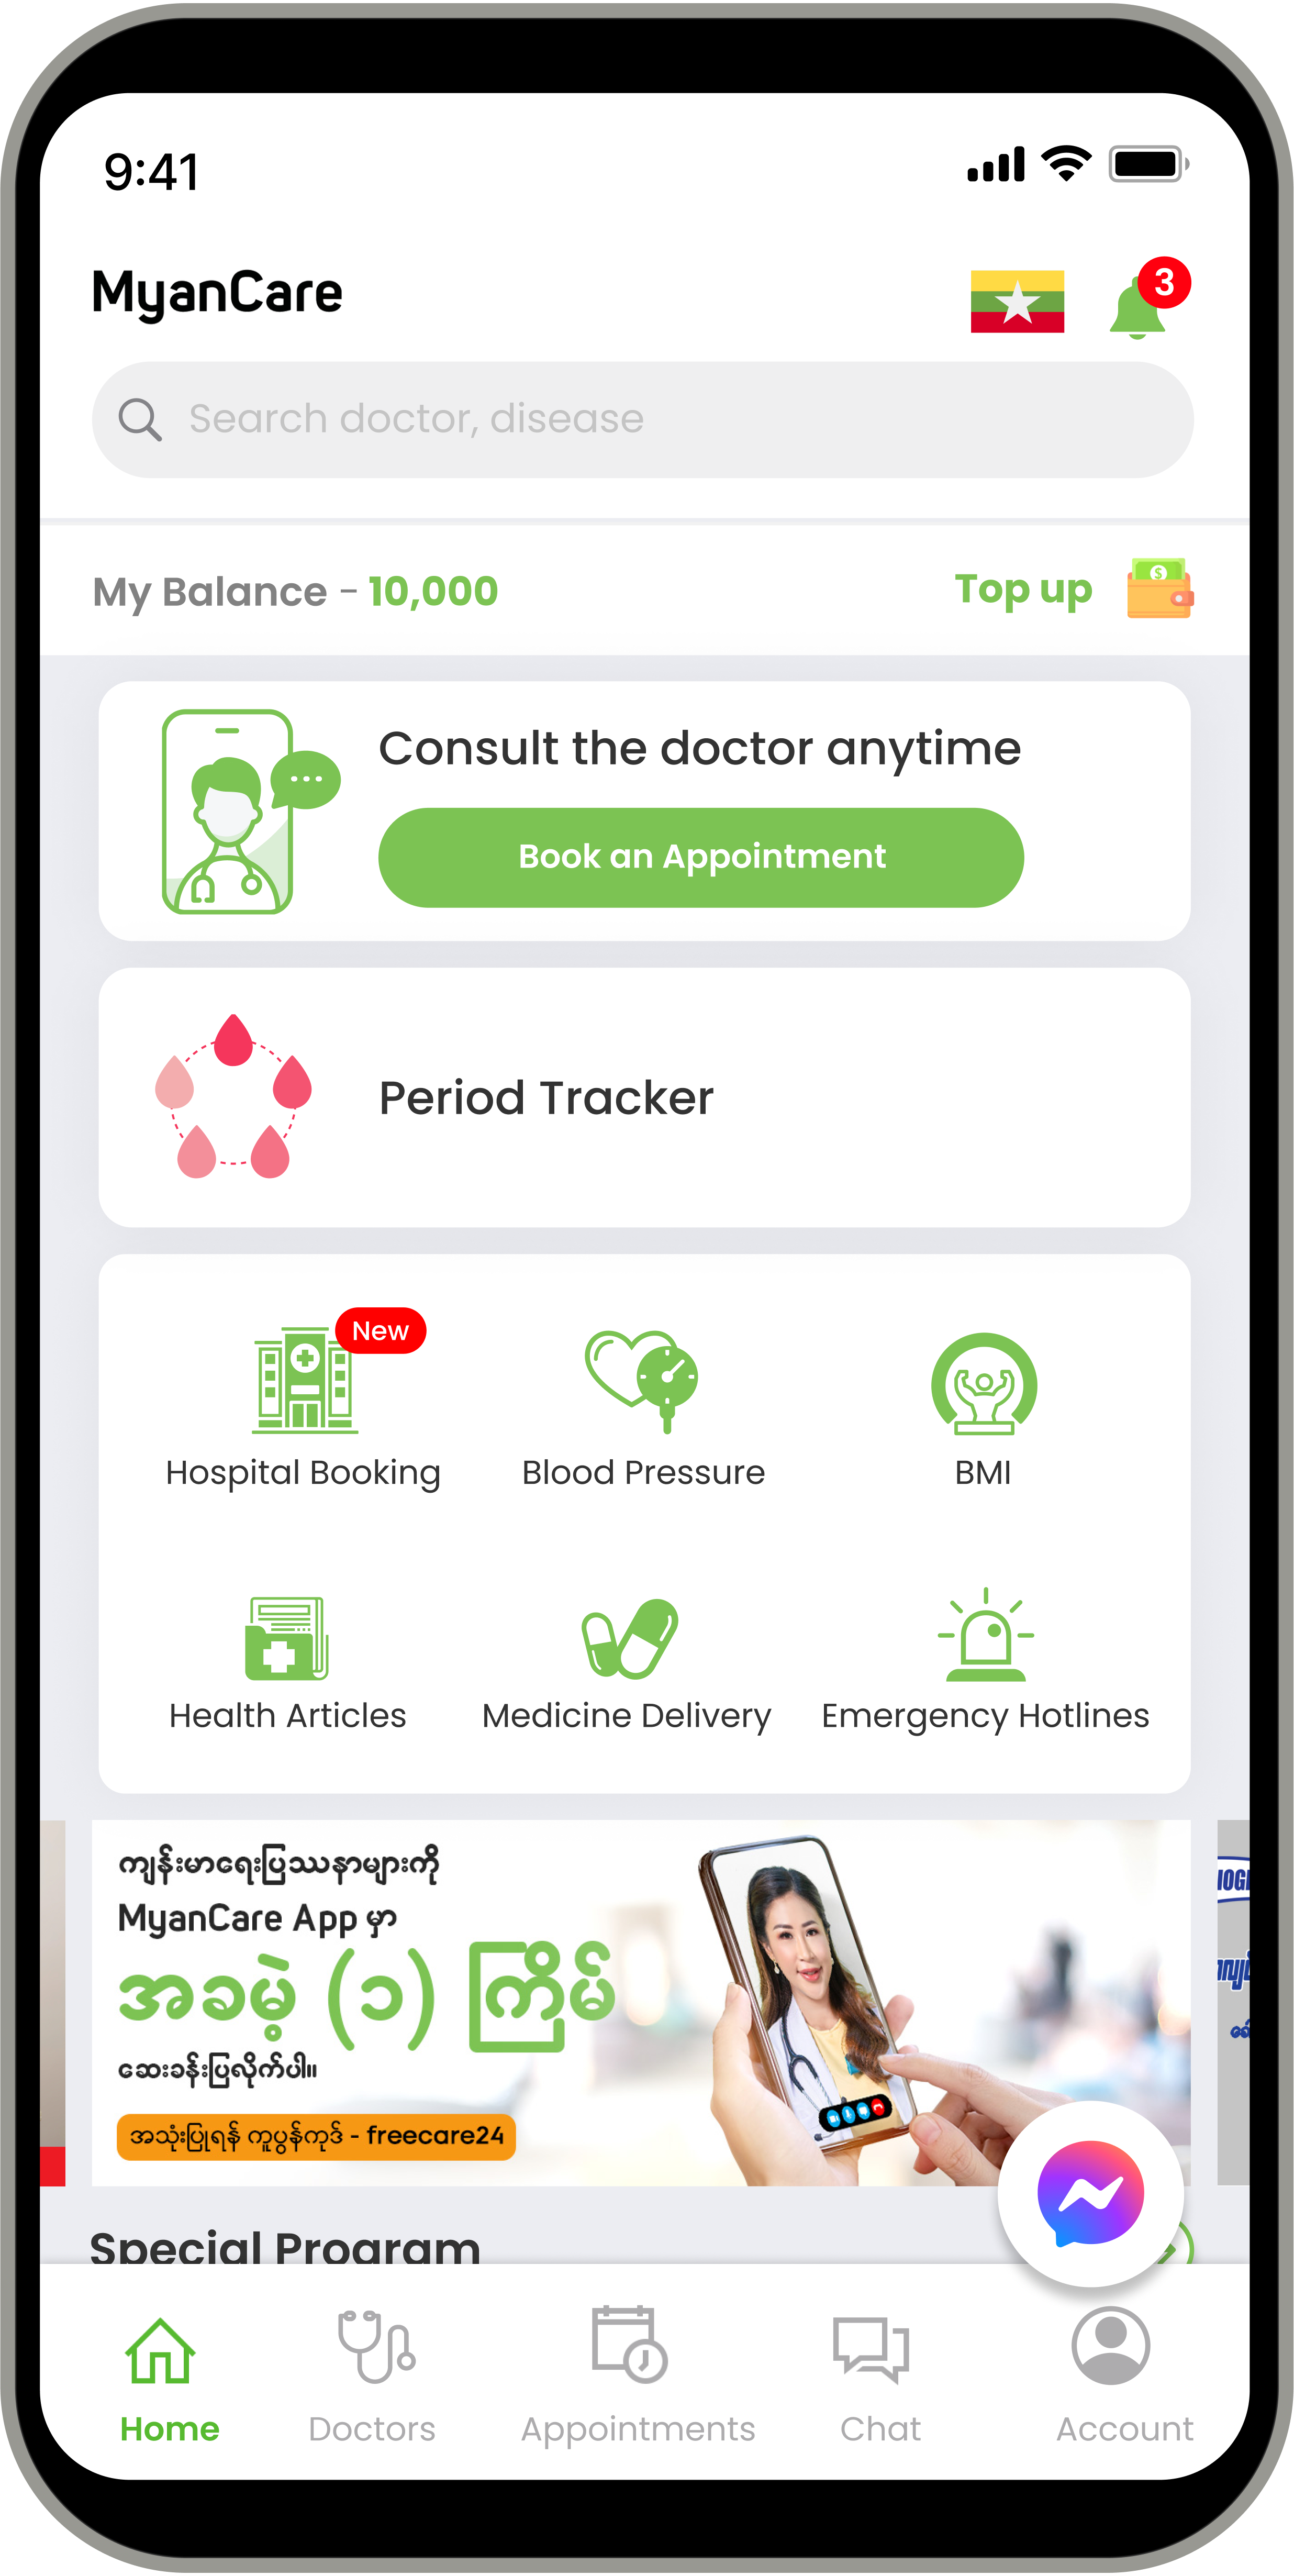 9:41
MyanCare
3
Search doctor, disease
My Balance - 10,000
Top up
Consult the doctor anytime
Book an Appointment
Period Tracker
New
Hospital Booking
Blood Pressure
BMI
Health Articles
Medicine Delivery
Emergency Hotlines
ကျန်းမာရေးပြဿနာများကို
MyanCare App မှာ
အခမဲ့ (၁) ကြိမ်
ဆေးခန်းပြလိုက်ပါ။
အသုံးပြုရန် ကူပွန်ကုဒ် - freecare24
Special Program
Home
Doctors
Appointments
Chat
Account